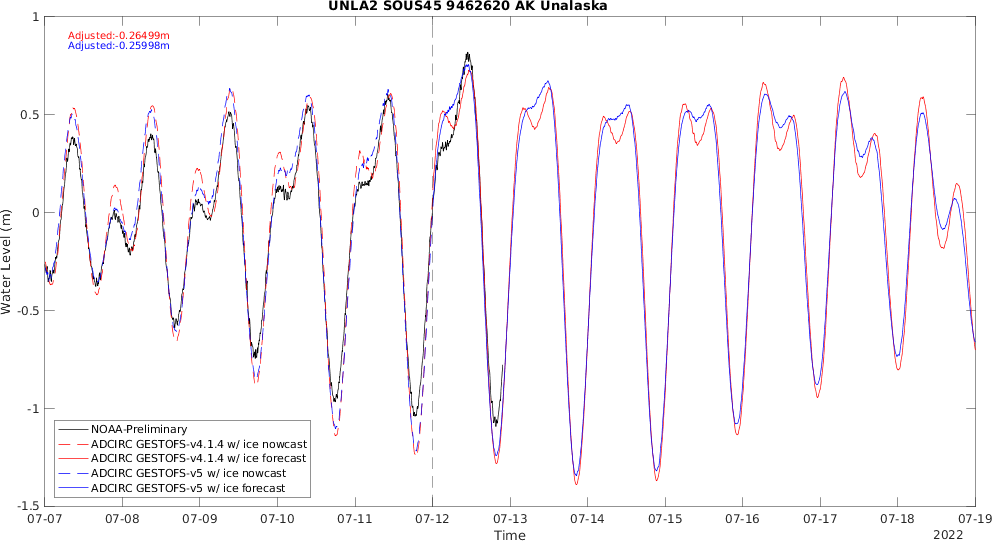 UNLA2 SOUS45 9462620 AK Unalaska
Adjusted:-0.26499m
Adjusted:-0.25998m
1
0.5
0
-0.5
-1
-1.5
Water Level (m)
NOAA-Preliminary
ADCIRC GESTOFS-v4.1.4 w/ ice nowcast
ADCIRC GESTOFS-v4.1.4 w/ ice forecast
ADCIRC GESTOFS-v5 w/ ice nowcast
ADCIRC GESTOFS-v5 w/ ice forecast
07-07 07-08 07-09 07-10 07-11 07-12 07-13 07-14 07-15 07-16 07-17 07-18 07-19
Time
2022